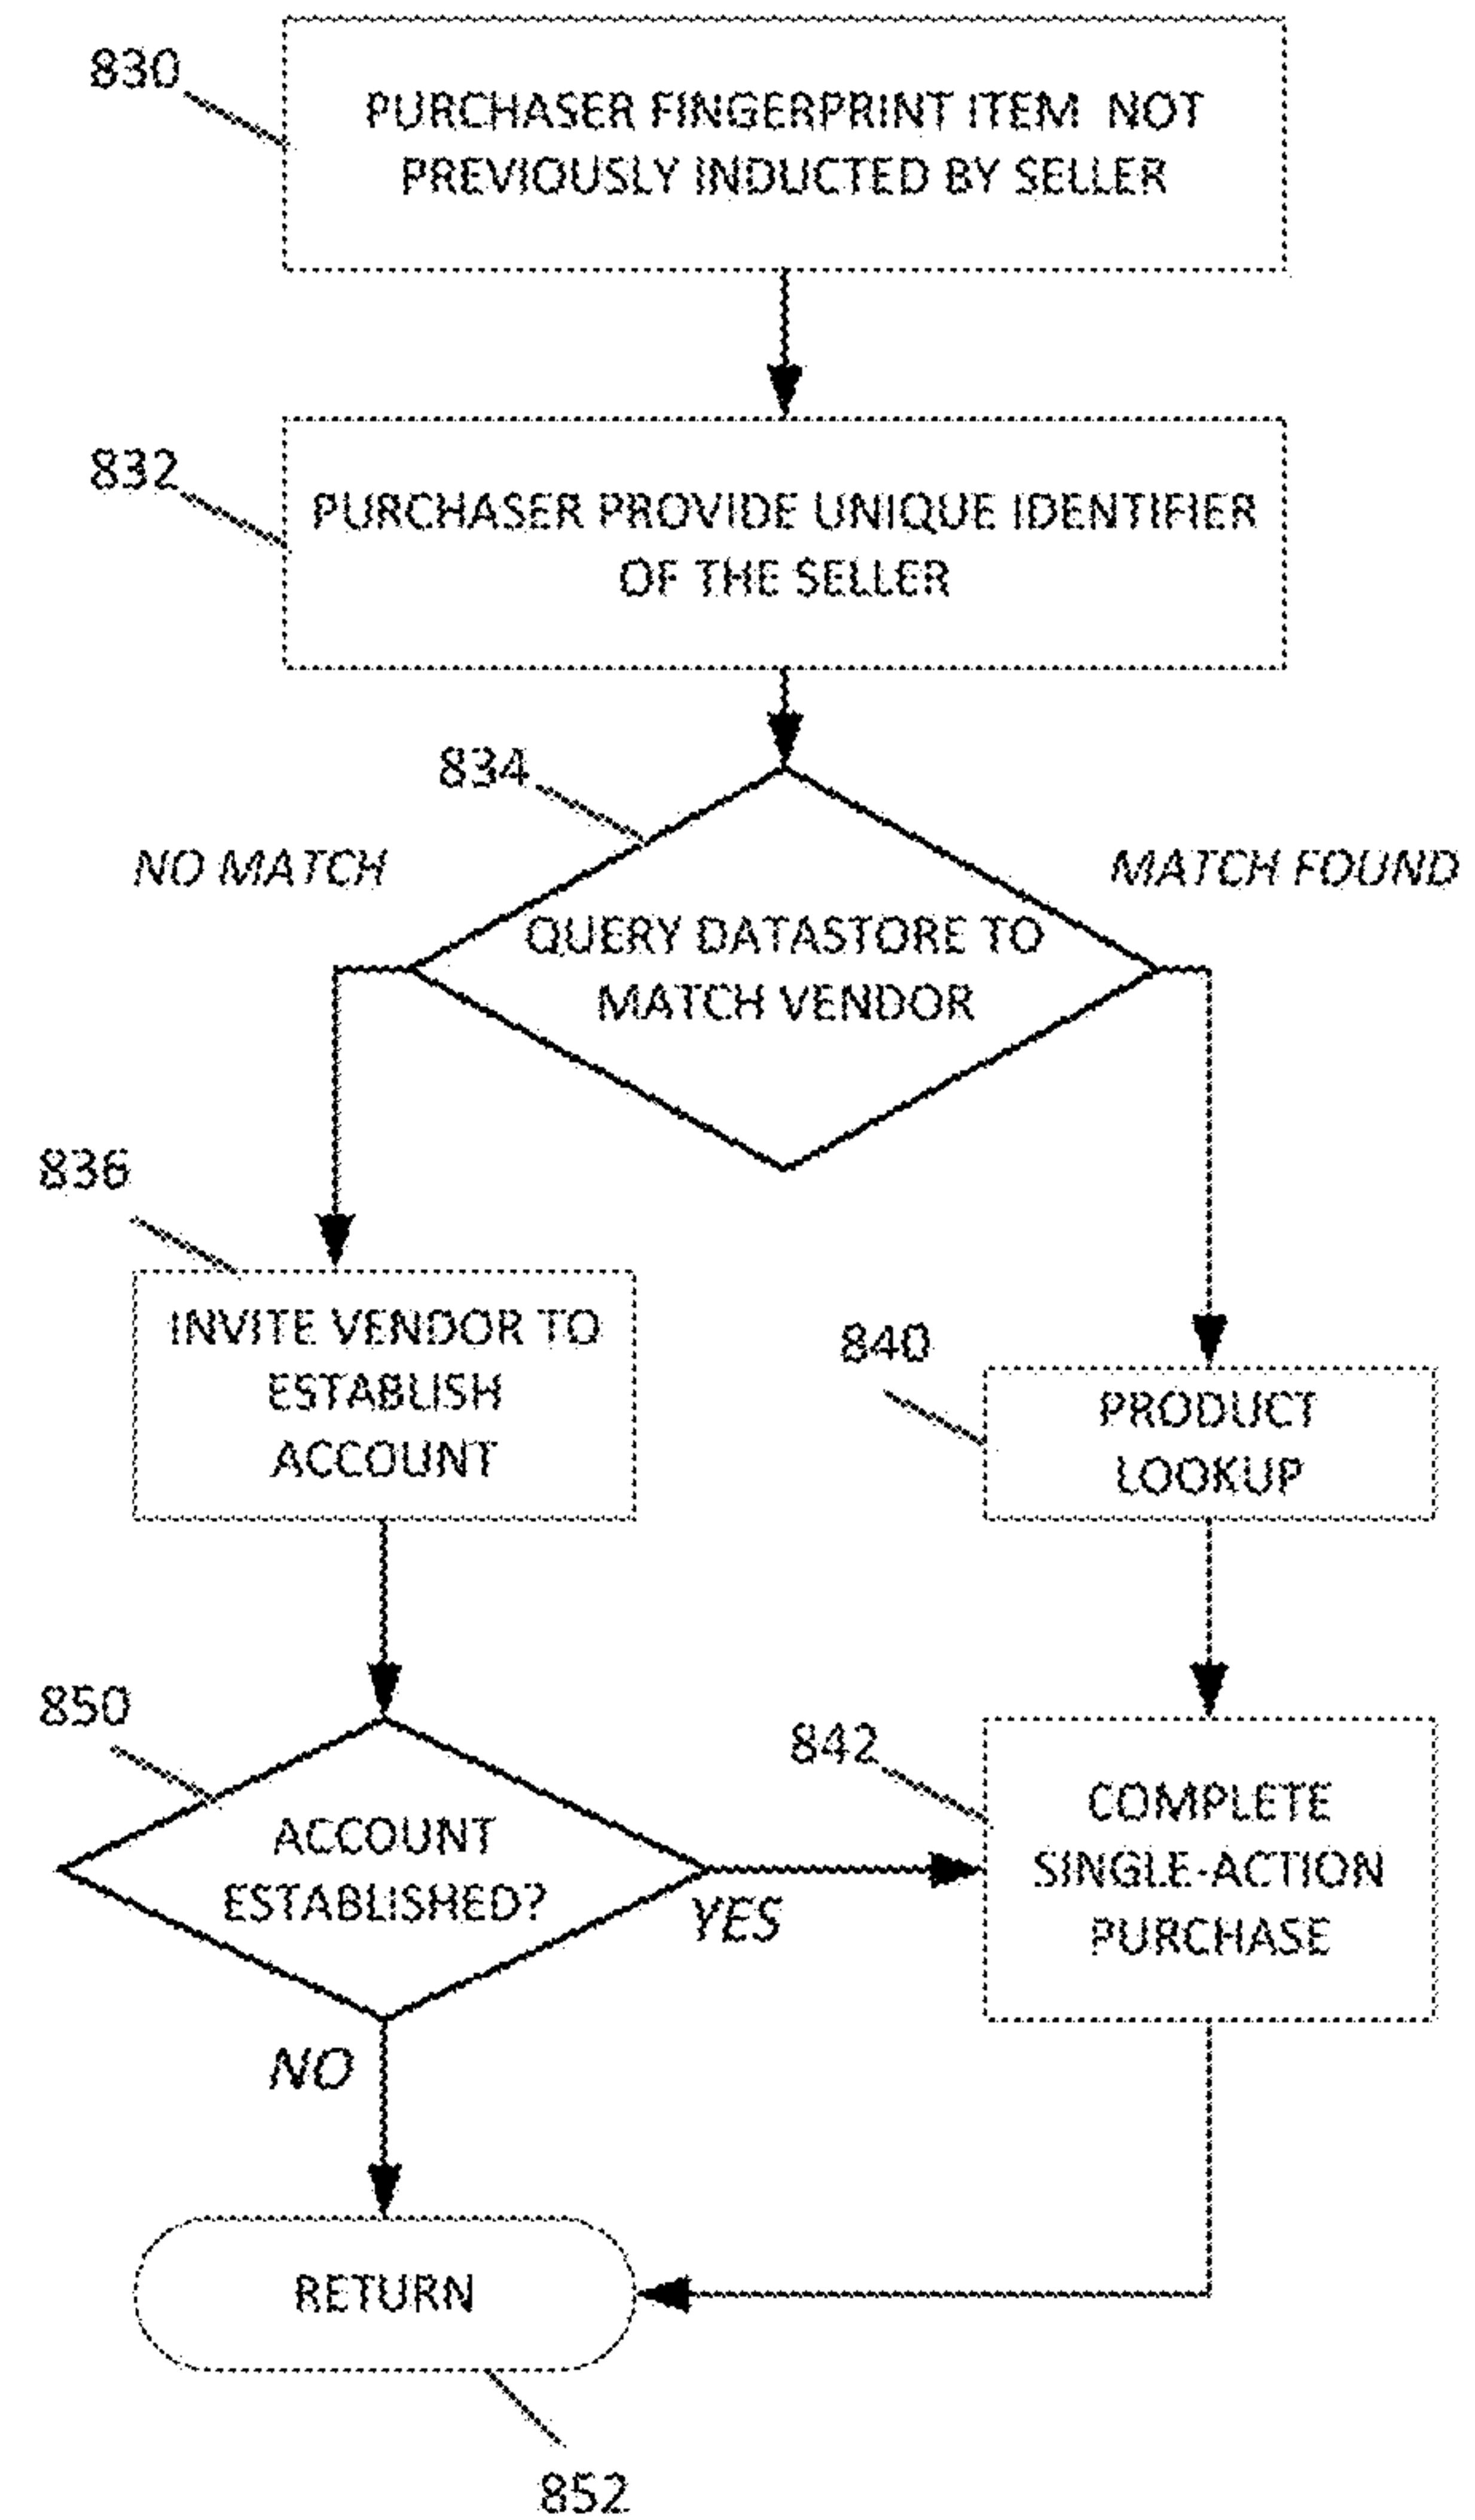 830
PURCHASER FINGERPRINT ITEM NOT
PREVIOUSLY INDUCTED BY SELLER
832
PURCHASER PROVIDE UNIQUE IDENTIFIER
OF THE SELLER
834
NO MATCH
MATCH FOUND
QUERY DATASTORE TO
MATCH VENDOR
836
INVITE VENDOR TO
ESTABLISH
ACCOUNT
840
PRODUCT
LOOKUP
850
ACCOUNT
ESTABLISHED?
YES
842
COMPLETE
SINGLE-ACTION
PURCHASE
NO
RETURN
852